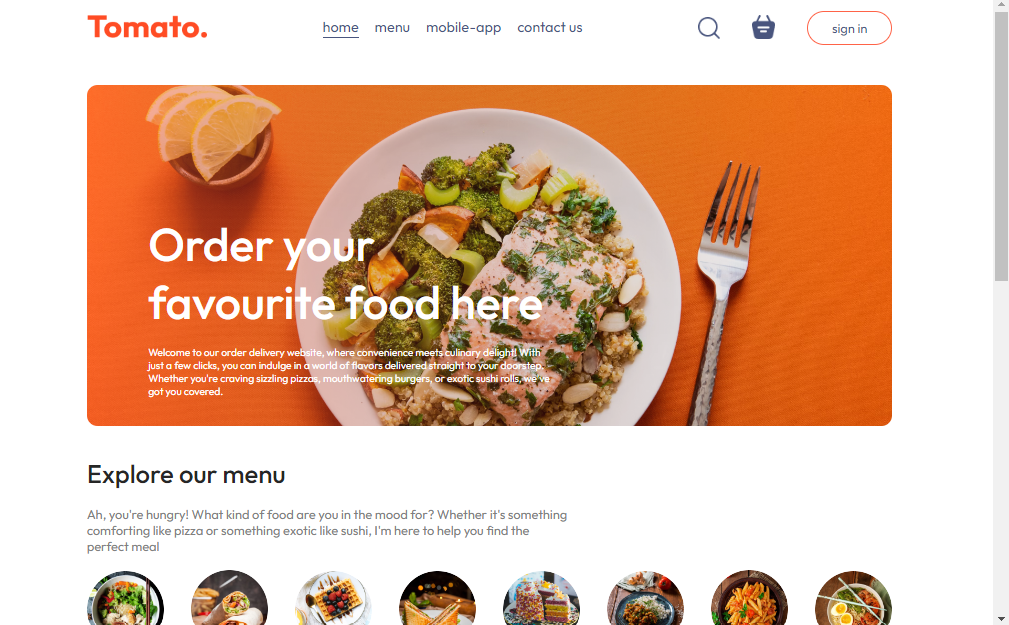 Tomato.
home menu mobile-app contact us
sign in
Order your
favourite food here
Welcome to our order delivery website, where convenience meets culinary delight! With
just a few clicks, you can indulge in a world of flavors delivered straight to your doorstep.
Whether you're craving sizzling pizzas, mouthwatering burgers, or exotic sushi rolls, we've
got you covered.
Explore our menu
Ah, you're hungry! What kind of food are you in the mood for? Whether it's something
comforting like pizza or something exotic like sushi, I'm here to help you find the
perfect meal